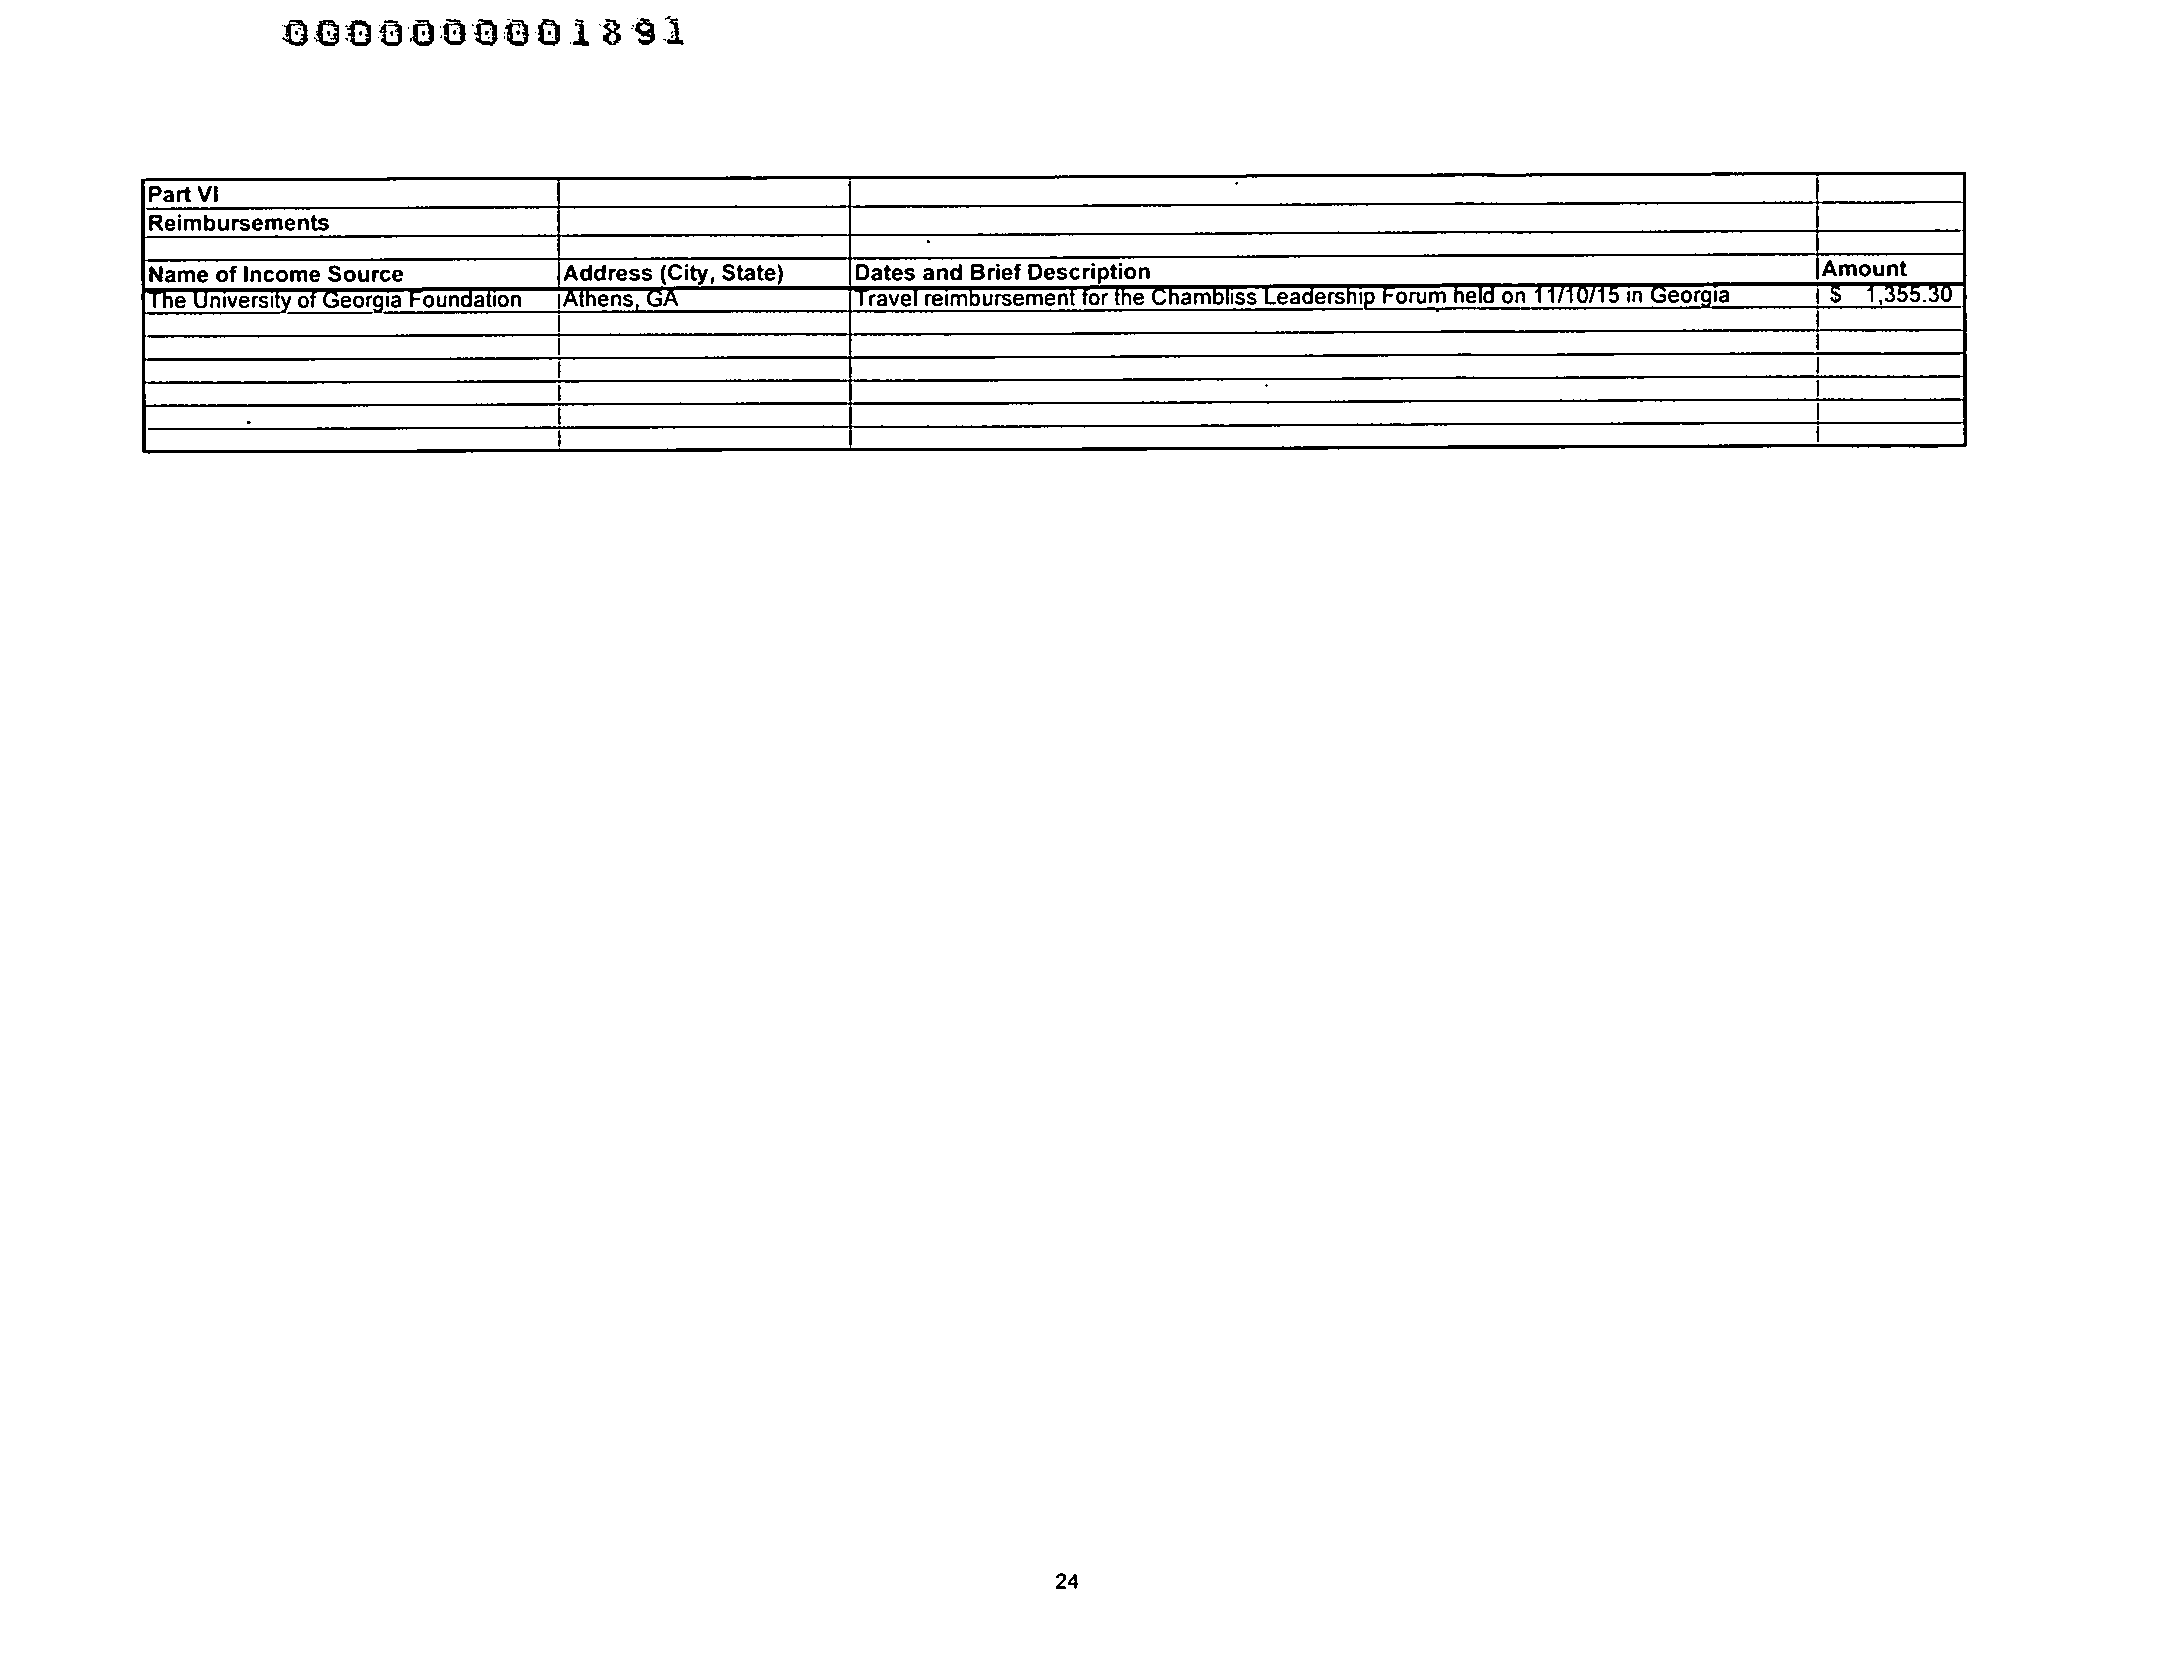 0000000001891
Part VI
Reimbursements
Name of Income Source Address (City, State) Dates and Brief Description Amount
The University of Georgia Foundation Athens, GA Travel reimbursement for the Chambliss Leadership Forum held on 11/10/15 in Georgia $ 1,355.30
24